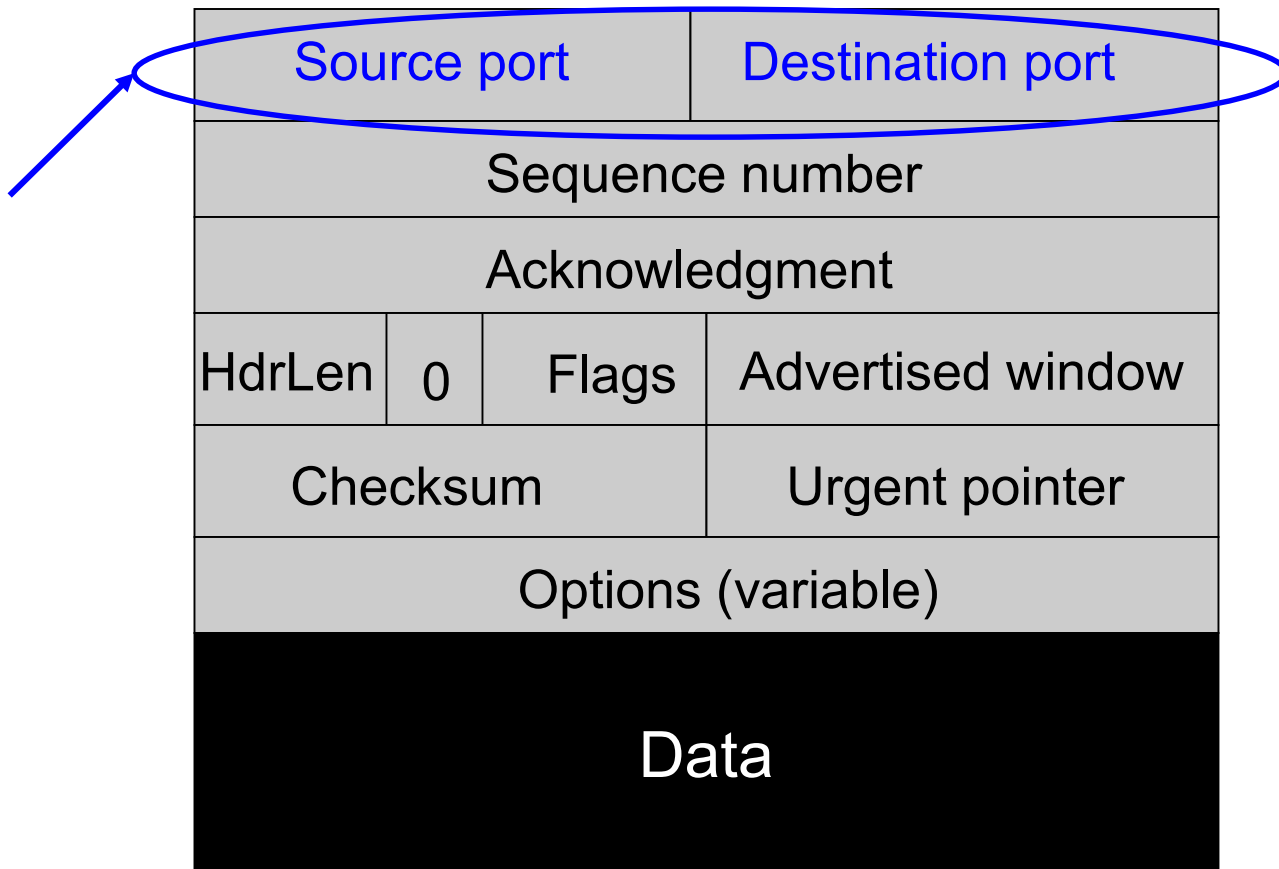 Source port Destination port
Sequence number
Acknowledgment
HdrLen 0 Flags Advertised window
Checksum Urgent pointer
Options (variable)
Data